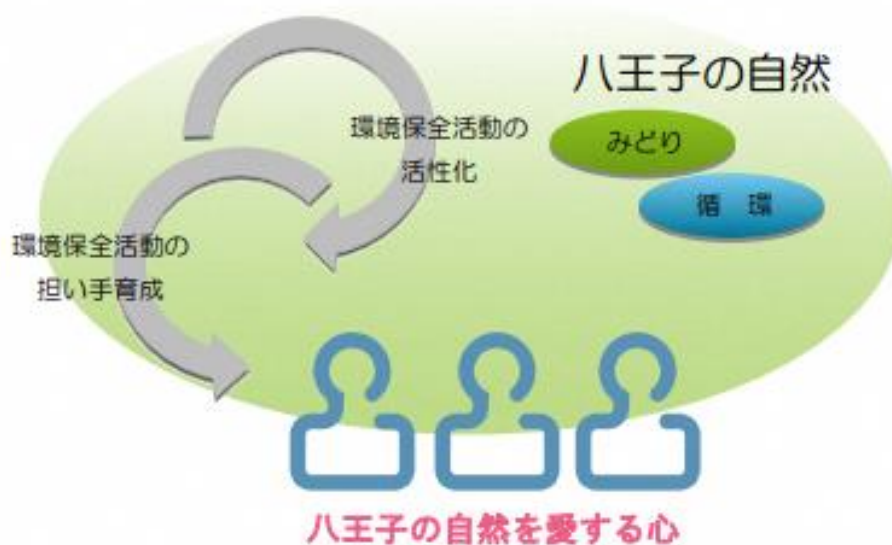 八王子の自然
みどり
循　環
環境保全活動の
活性化
環境保全活動の
担い手育成
八王子の自然を愛する心